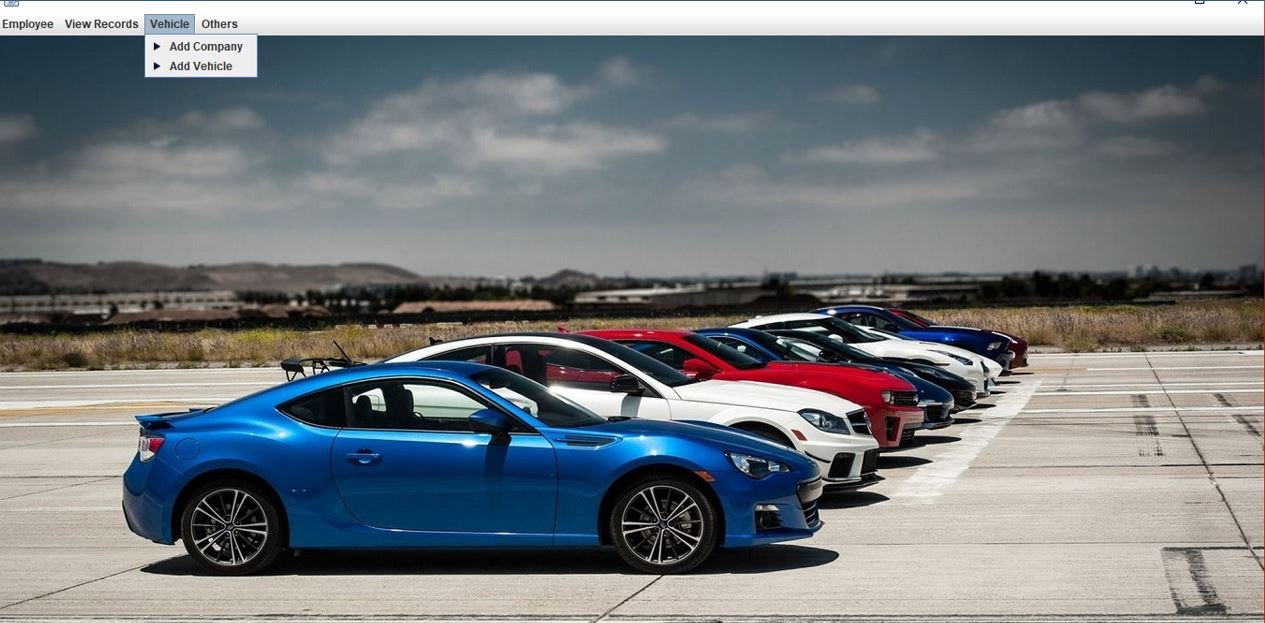 Employee View Records Vehicle Others
Add Company
Add Vehicle